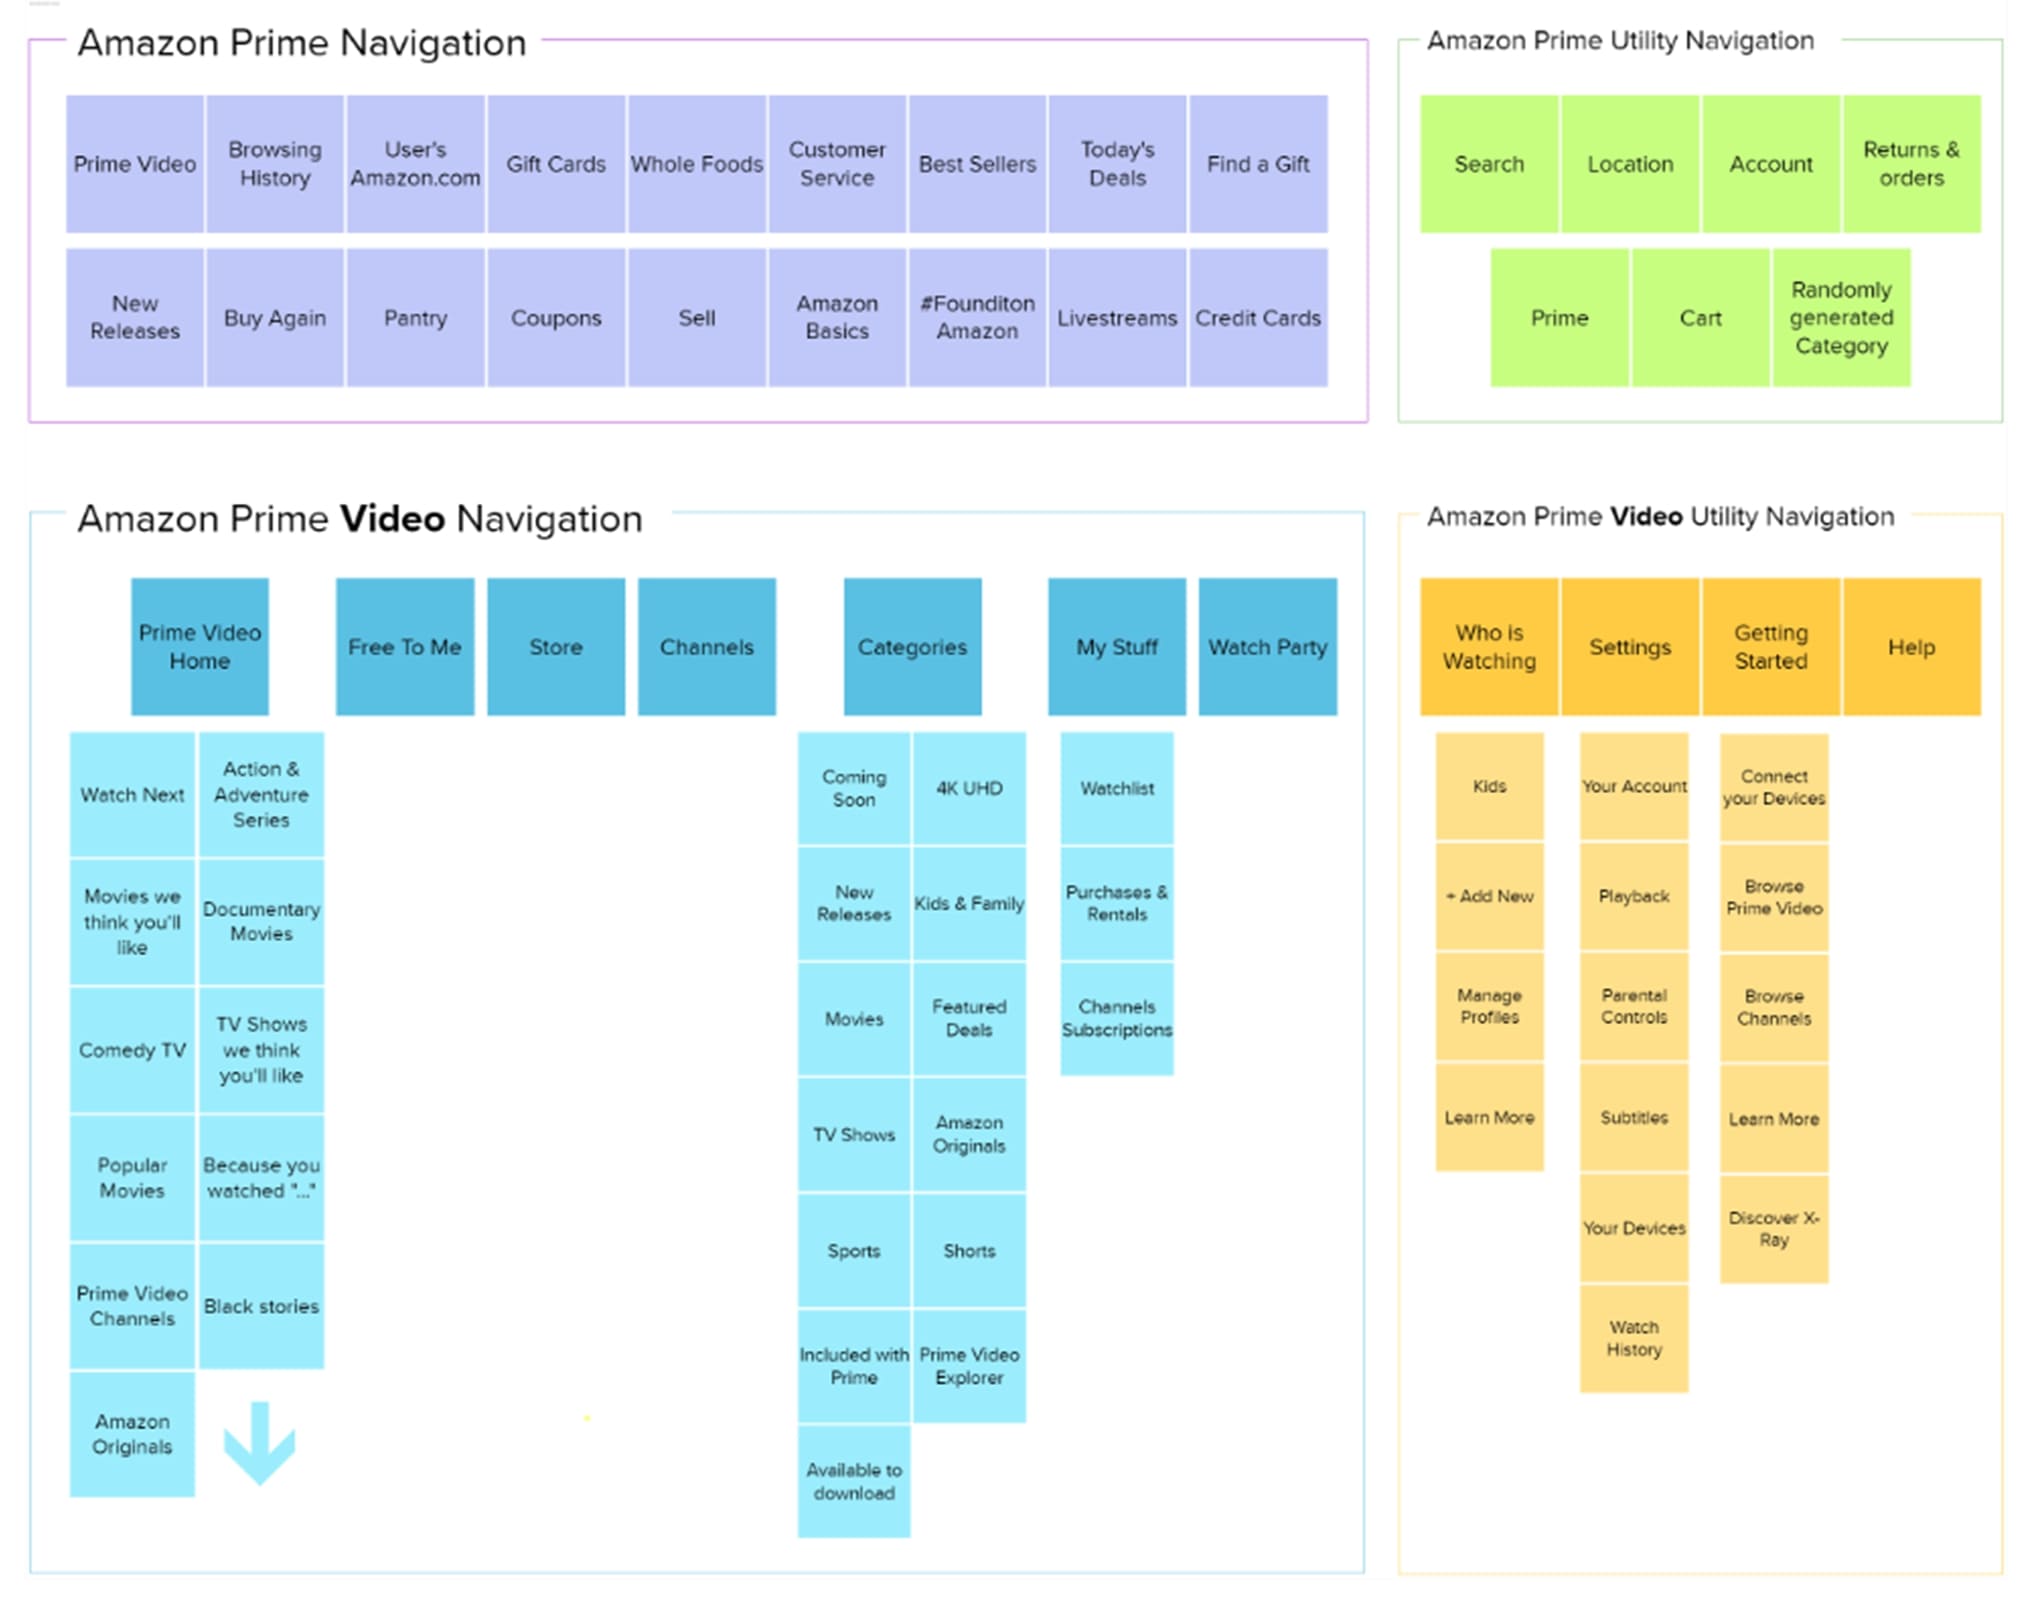 Amazon Prime Navigation
Prime Video
Browsing
History
User's
Amazon.com
Gift Cards
Whole Foods
Customer
Service
Best Sellers
Today's
Deals
Find a Gift
New
Releases
Buy Again
Pantry
Coupons
Sell
Amazon
Basics
#Founditon
Amazon
Livestreams
Credit Cards
Amazon Prime Utility Navigation
Search
Location
Account
Returns &
orders
Prime
Cart
Randomly
generated
Category
Amazon Prime Video Navigation
Prime Video
Home
Free To Me
Store
Channels
Categories
My Stuff
Watch Party
Watch Next
Action &
Adventure
Series
Movies we
think you'll
like
Documentary
Movies
Comedy TV
TV Shows
we think
you'll like
Popular
Movies
Because you
watched "..."
Prime Video
Channels
Black stories
Amazon
Originals
Coming
Soon
4K UHD
New
Releases
Kids & Family
Movies
Featured
Deals
TV Shows
Amazon
Originals
Sports
Shorts
Included with
Prime
Prime Video
Explorer
Available to
download
Watchlist
Purchases &
Rentals
Channels
Subscriptions
Amazon Prime Video Utility Navigation
Who is
Watching
Settings
Getting
Started
Help
Kids
+ Add New
Manage
Profiles
Learn More
Your Account
Playback
Parental
Controls
Subtitles
Your Devices
Watch
History
Connect
your Devices
Browse
Prime Video
Browse
Channels
Learn More
Discover X-
Ray